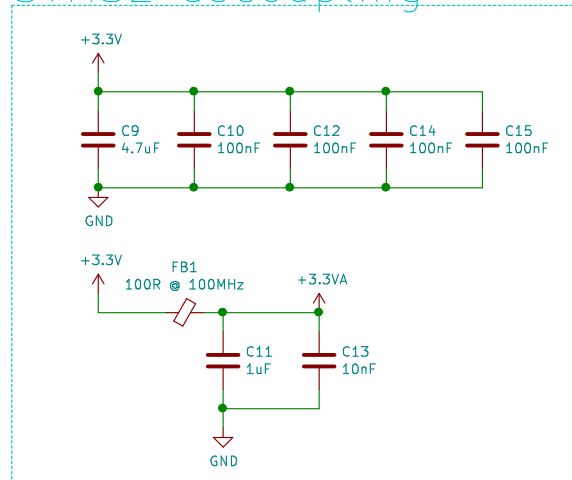 +3.3V
C9
4.7uF
C10
100nF
C12
100nF
C14
100nF
C15
100nF
GND
+3.3V
FB1
100R @ 100MHz
+3.3VA
C11
1uF
C13
10nF
GND